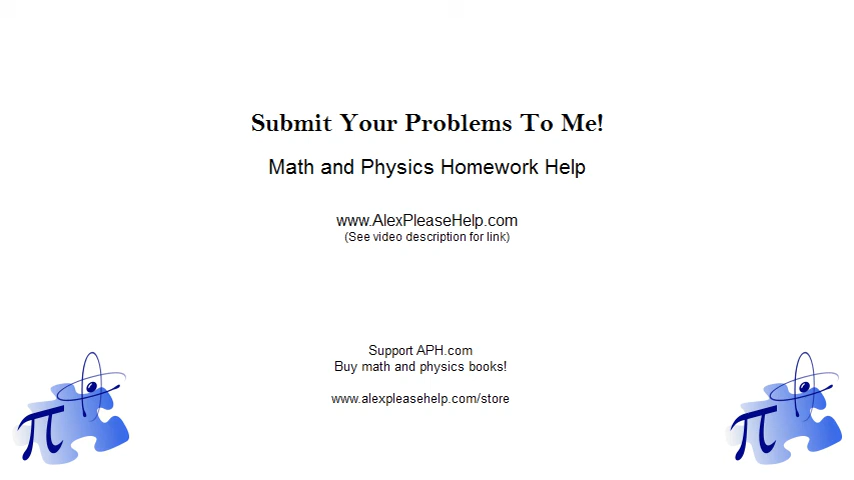 Submit Your Problems To Me!
Math and Physics Homework Help
www.AlexPleaseHelp.com
(See video description for link)
Support APH.com
Buy math and physics books!
www.alexpleasehelp.com/store
π
π